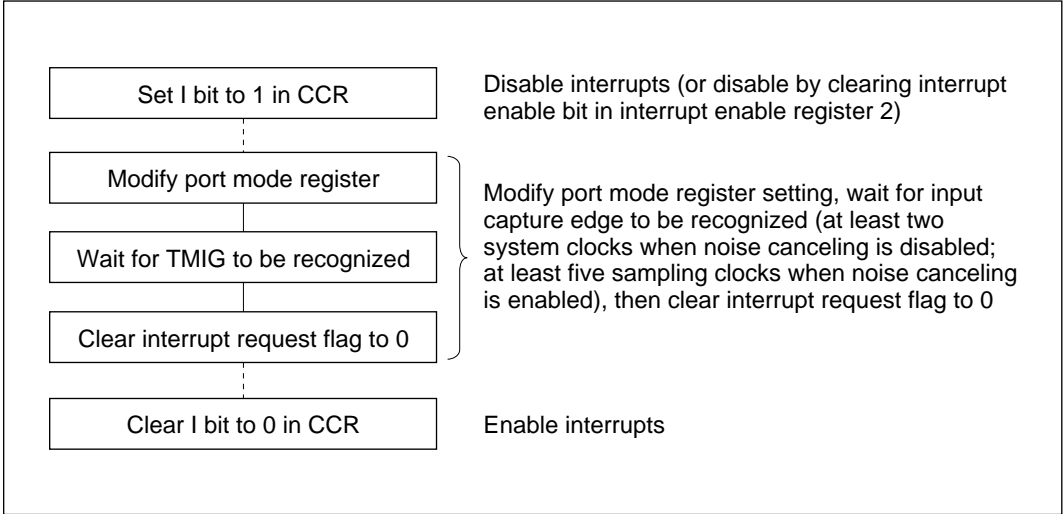 Set I bit to 1 in CCR
Disable interrupts (or disable by clearing interrupt
enable bit in interrupt enable register 2)
Modify port mode register
Wait for TMIG to be recognized
Clear interrupt request flag to 0
Modify port mode register setting, wait for input
capture edge to be recognized (at least two
system clocks when noise canceling is disabled;
at least five sampling clocks when noise canceling
is enabled), then clear interrupt request flag to 0
Clear I bit to 0 in CCR
Enable interrupts